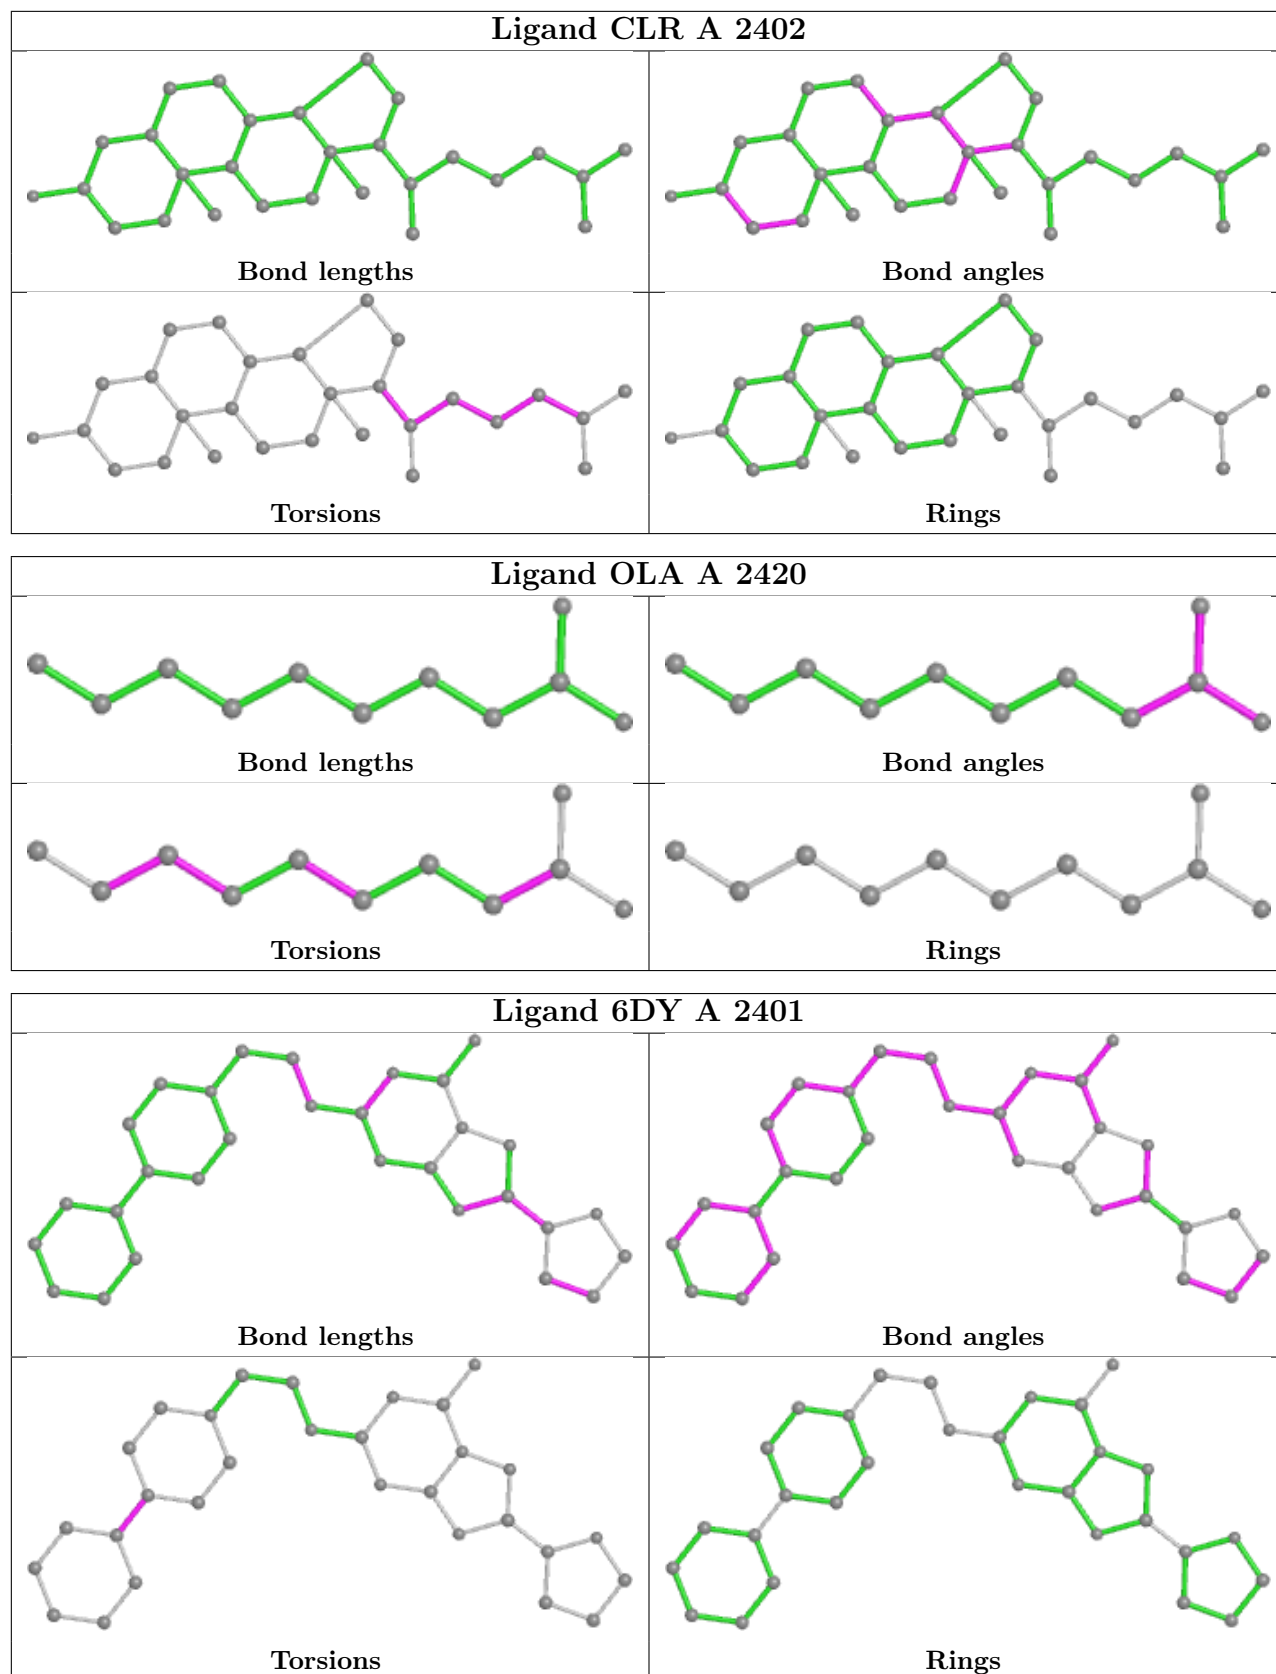 Ligand CLR A 2402
Bond lengths
Bond angles
Torsions
Rings
Ligand OLA A 2420
Bond lengths
Bond angles
Torsions
Rings
Ligand 6DY A 2401
Bond lengths
Bond angles
Torsions
Rings